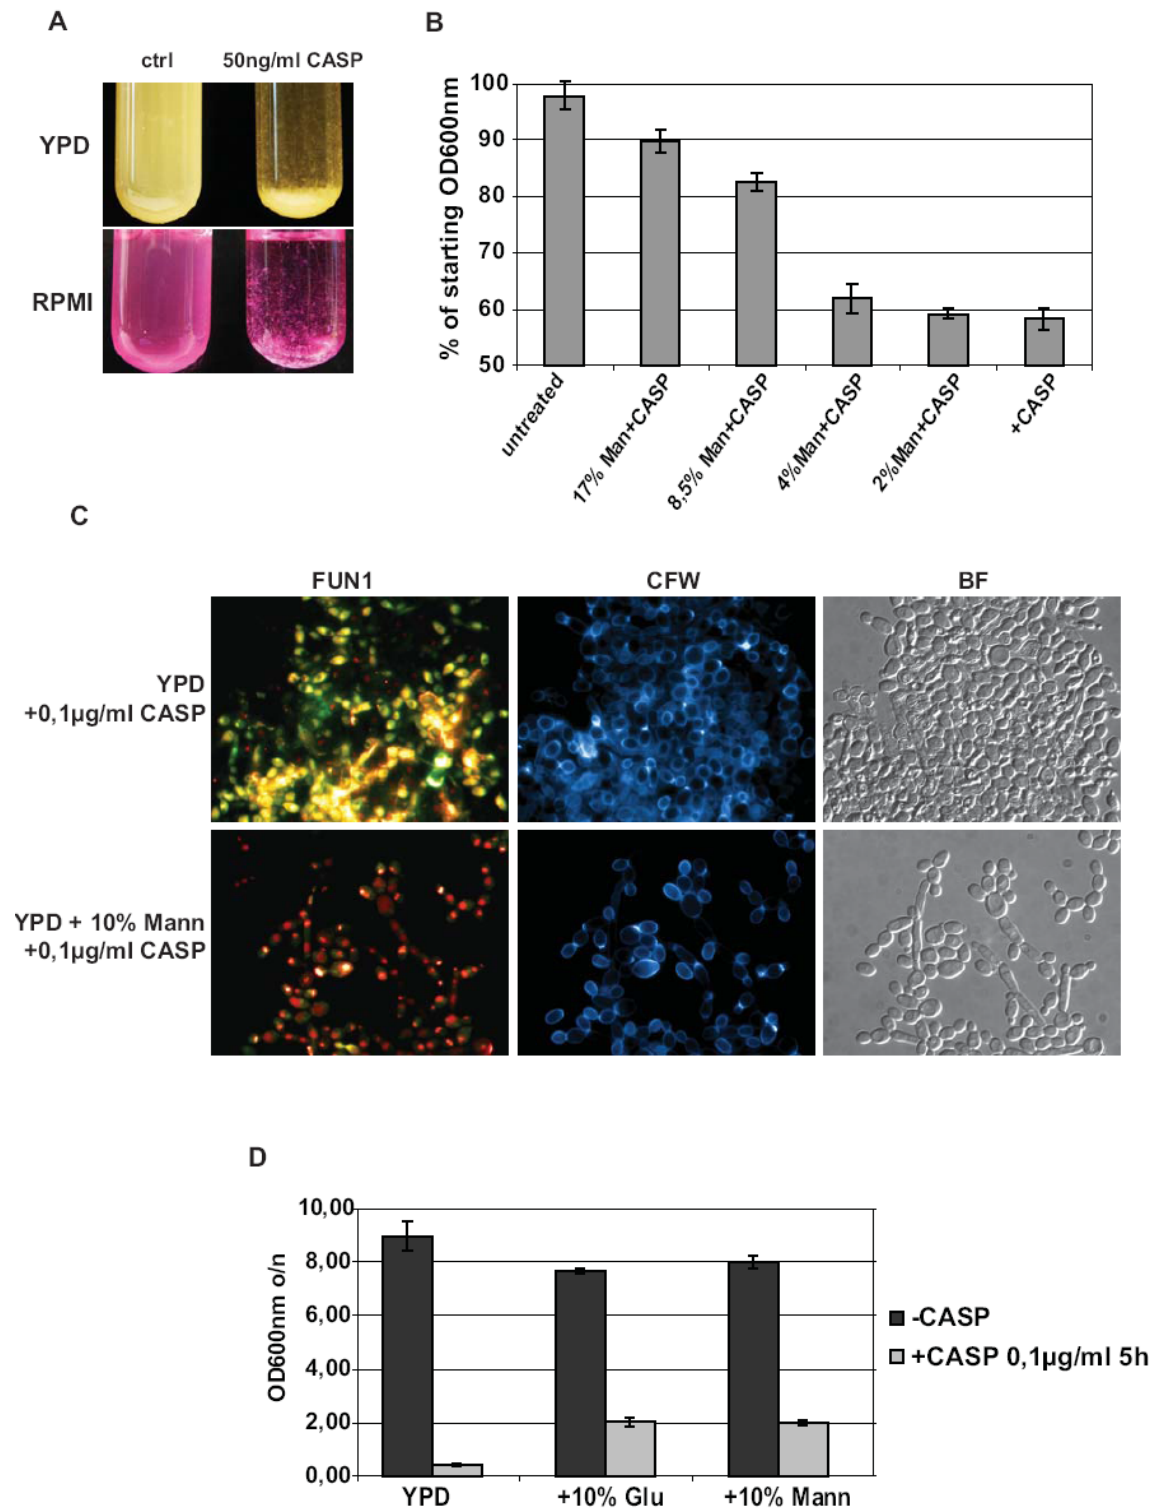 A
ctrl 50ng/ml CASP
YPD
RPMI
B
% of starting OD600nm
100
90
80
70
60
50
untreated
17% Man+CASP
8,5% Man+CASP
4%Man+CASP
2%Man+CASP
+CASP
C
FUN1 CFW BF
YPD
+0,1µg/ml CASP
YPD + 10% Mann
+0,1µg/ml CASP
D
OD600nm o/n
10,00
8,00
6,00
4,00
2,00
0,00
YPD +10% Glu +10% Mann
-CASP
+CASP 0,1µg/ml 5h